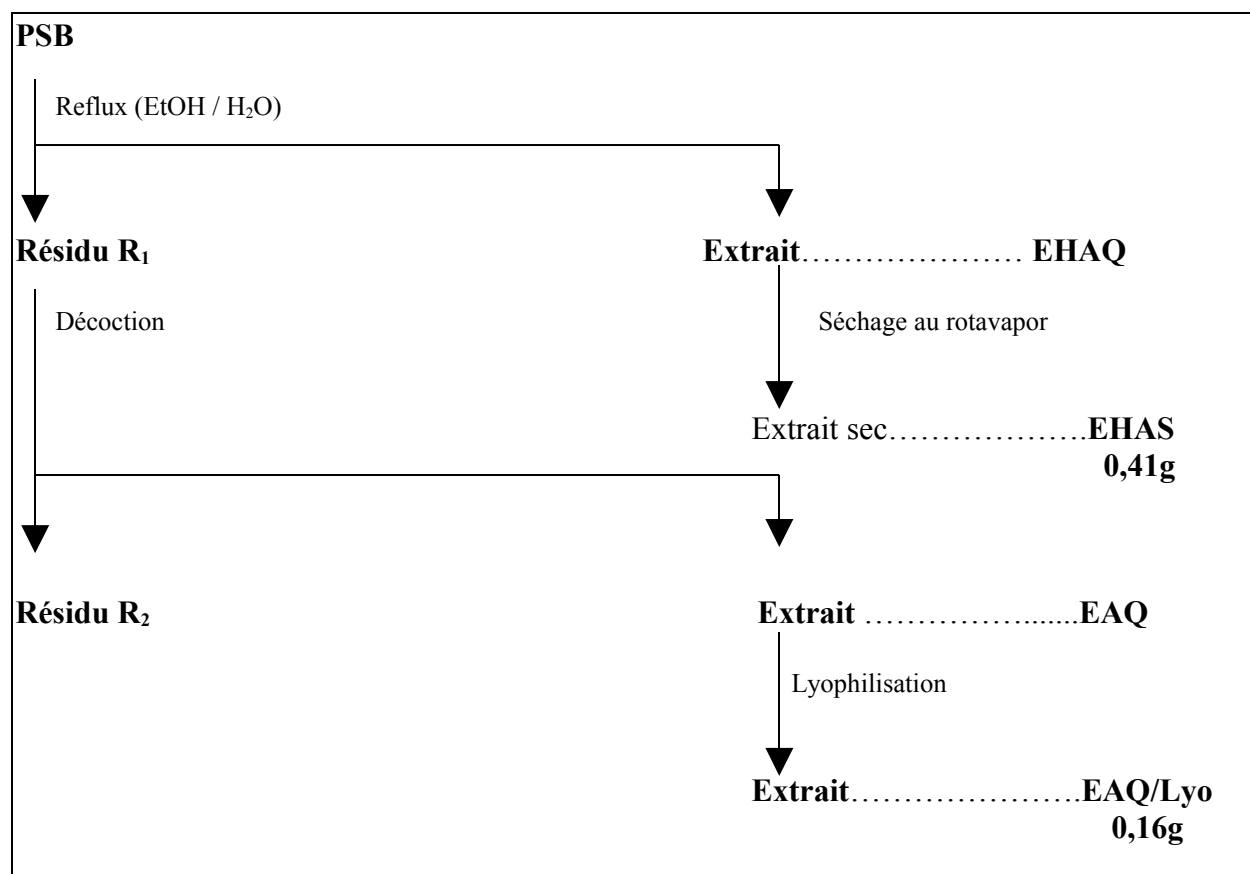 PSB
Reflux (EtOH / H₂O)
Résidu R₁ Extrait………………… EHAQ
Décoction Séchage au rotavapor
Extrait sec………………….EHAS
0,41g
Résidu R₂ Extrait ……………….......EAQ
Lyophilisation
Extrait…………………….EAQ/Lyo
0,16g